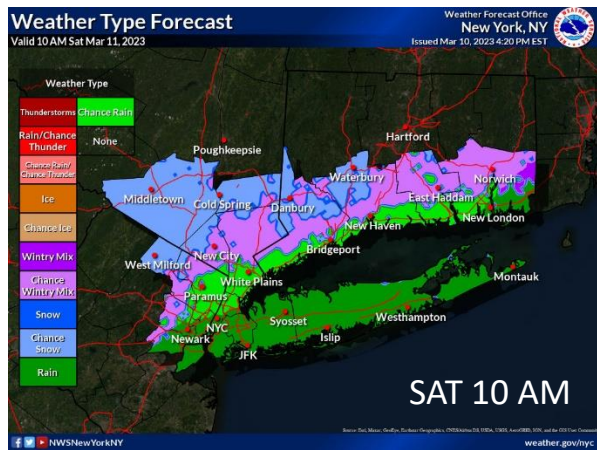 Weather Type Forecast
Valid 10 AM Sat Mar 11, 2023
Weather Forecast Office
New York, NY
Issued Mar 10, 2023 4:20 PM EST
Weather Type
Thunderstorms
Chance Rain
Rain/Chance
Thunder
None
Chance Rain/
Chance Thunder
Ice
Chance Ice
Wintry Mix
Chance
Wintry Mix
Snow
Chance
Snow
Rain
Poughkeepsie
Hartford
Waterbury
Norwich
Middletown
Cold Spring
Danbury
East Haddam
New London
New Haven
Bridgeport
New City
West Milford
White Plains
Montauk
Paramus
NYC
Syosset
Westhampton
Newark
Islip
JFK
SAT 10 AM
NWSNewYorkNY
weather.gov/nyc